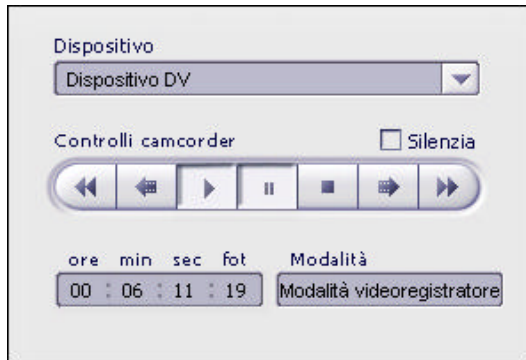 Dispositivo
Dispositivo DV
Controlli camcorder Silenzia
ore min sec fot Modalità
00 : 06 : 11 : 19 Modalità videoregistratore